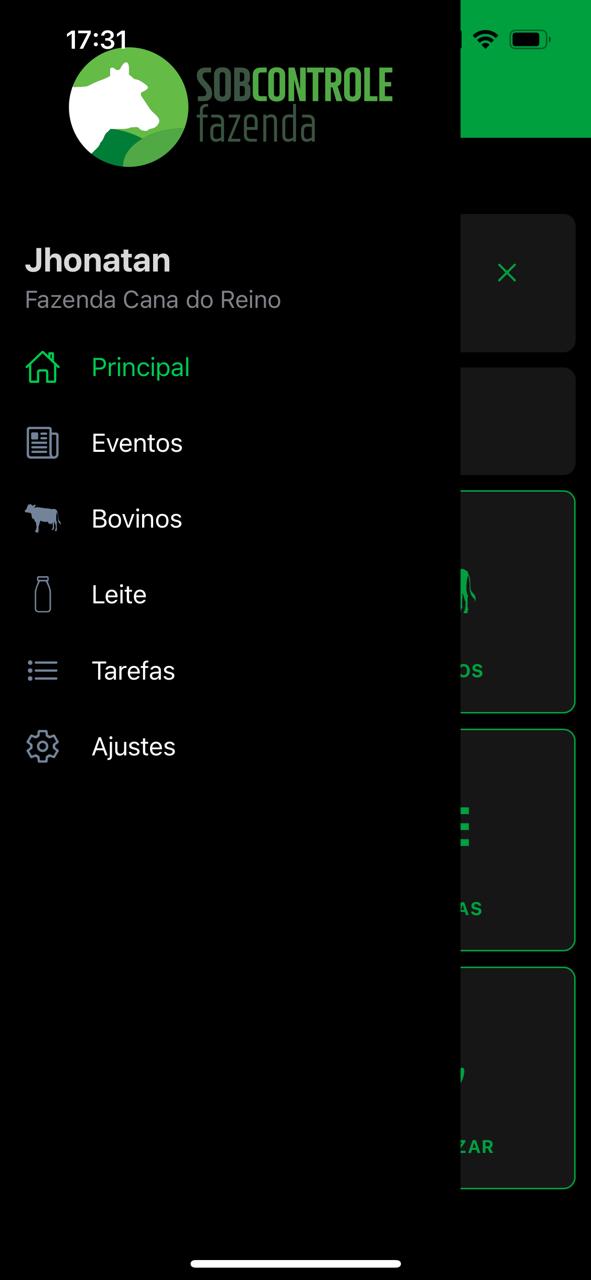 17:31
SOBCONTROLE
fazenda
Jhonatan
Fazenda Cana do Reino
Principal
Eventos
Bovinos
Leite
Tarefas
Ajustes
OS
AS
ZAR